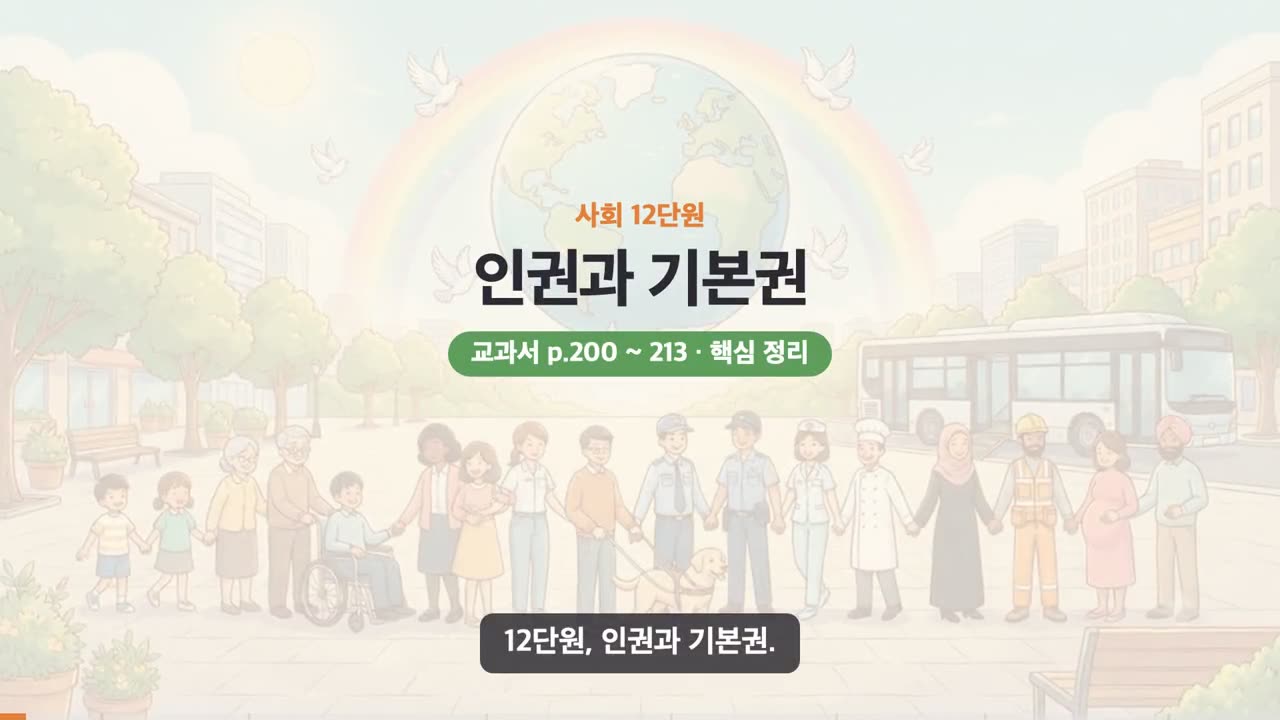 사회 12단원
인권과 기본권
교과서 p.200 ~ 213 · 핵심 정리
12단원, 인권과 기본권.